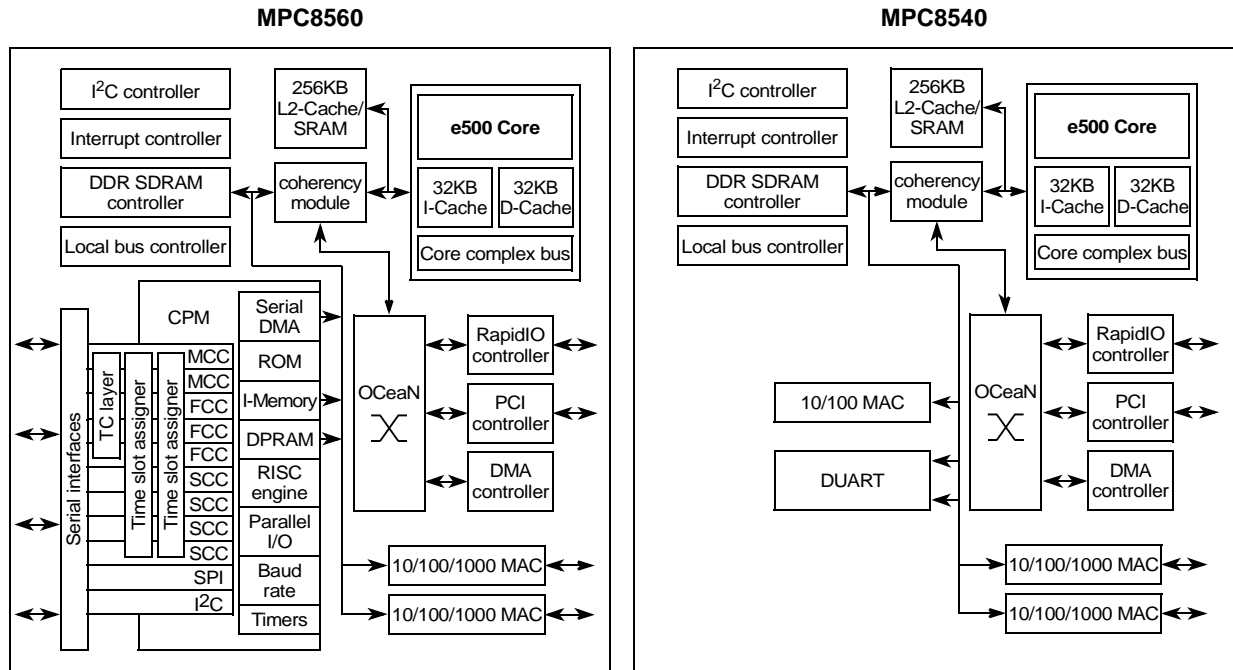 MPC8560
I2C controller
Interrupt controller
DDR SDRAM
controller
Local bus controller
256KB
L2-Cache/
SRAM
coherency
module
e500 Core
32KB
I-Cache
32KB
D-Cache
Core complex bus
Serial interfaces
CPM
TC layer
Time slot assigner
Time slot assigner
MCC
MCC
FCC
FCC
FCC
SCC
SCC
SCC
SCC
SPI
I2C
Serial
DMA
ROM
I-Memory
DPRAM
RISC
engine
Parallel
I/O
Baud
rate
Timers
OCeaN
RapidIO
controller
PCI
controller
DMA
controller
10/100/1000 MAC
10/100/1000 MAC
MPC8540
I2C controller
Interrupt controller
DDR SDRAM
controller
Local bus controller
256KB
L2-Cache/
SRAM
coherency
module
e500 Core
32KB
I-Cache
32KB
D-Cache
Core complex bus
10/100 MAC
DUART
OCeaN
RapidIO
controller
PCI
controller
DMA
controller
10/100/1000 MAC
10/100/1000 MAC